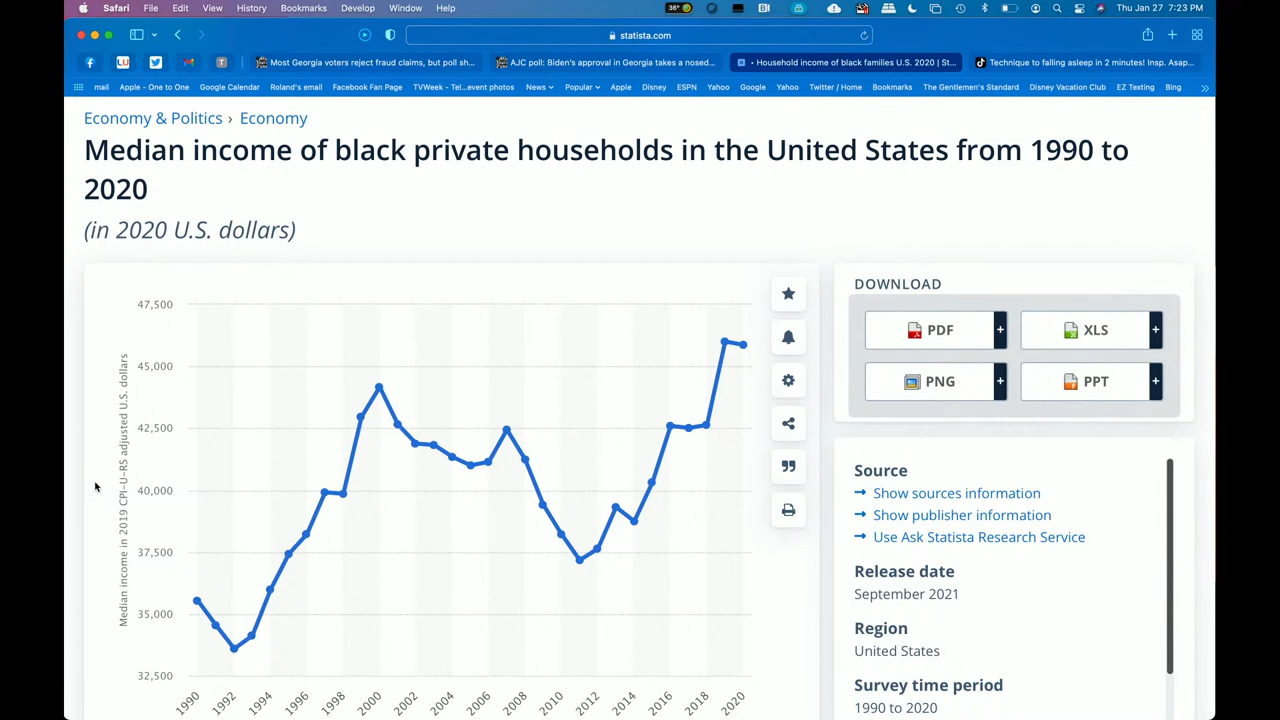 Safari File Edit View History Bookmarks Develop Window Help 36° Thu Jan 27 7:23 PM
statista.com
Most Georgia voters reject fraud claims, but poll sh... AJC poll: Biden's approval in Georgia takes a nosed... • Household income of black families U.S. 2020 | St... Technique to falling asleep in 2 minutes! Insp. Asap...
mail Apple - One to One Google Calendar Roland's email Facebook Fan Page TVWeek - Tel...event photos News Popular Apple Disney ESPN Yahoo Google Yahoo Twitter / Home Bookmarks The Gentlemen's Standard Disney Vacation Club EZ Texting Bing
Economy & Politics › Economy
Median income of black private households in the United States from 1990 to
2020
(in 2020 U.S. dollars)
Median income in 2019 CPI-U-RS adjusted U.S. dollars
47,500
45,000
42,500
40,000
37,500
35,000
32,500
1990 1992 1994 1996 1998 2000 2002 2004 2006 2008 2010 2012 2014 2016 2018 2020
DOWNLOAD
PDF + XLS +
PNG + PPT +
Source
→ Show sources information
→ Show publisher information
→ Use Ask Statista Research Service
Release date
September 2021
Region
United States
Survey time period
1990 to 2020